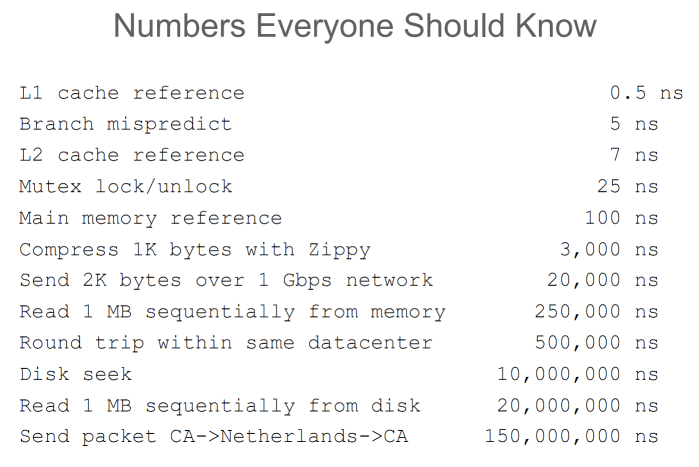 Numbers Everyone Should Know
L1 cache reference 0.5 ns
Branch mispredict 5 ns
L2 cache reference 7 ns
Mutex lock/unlock 25 ns
Main memory reference 100 ns
Compress 1K bytes with Zippy 3,000 ns
Send 2K bytes over 1 Gbps network 20,000 ns
Read 1 MB sequentially from memory 250,000 ns
Round trip within same datacenter 500,000 ns
Disk seek 10,000,000 ns
Read 1 MB sequentially from disk 20,000,000 ns
Send packet CA->Netherlands->CA 150,000,000 ns